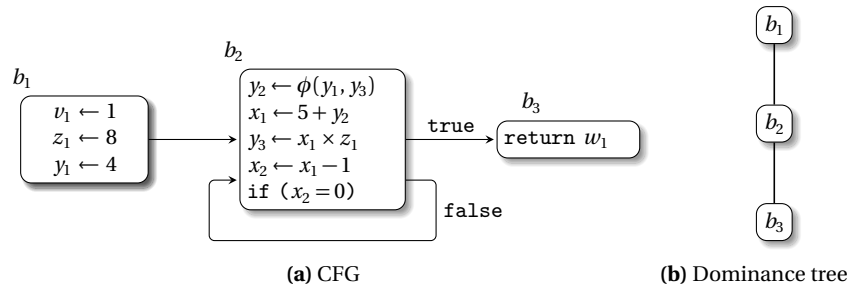 b₁
v₁ ← 1
z₁ ← 8
y₁ ← 4
b₂
y₂ ← ϕ(y₁, y₃)
x₁ ← 5 + y₂
y₃ ← x₁ × z₁
x₂ ← x₁ − 1
if (x₂ = 0)
true
false
b₃
return w₁
(a) CFG
b₁
b₂
b₃
(b) Dominance tree